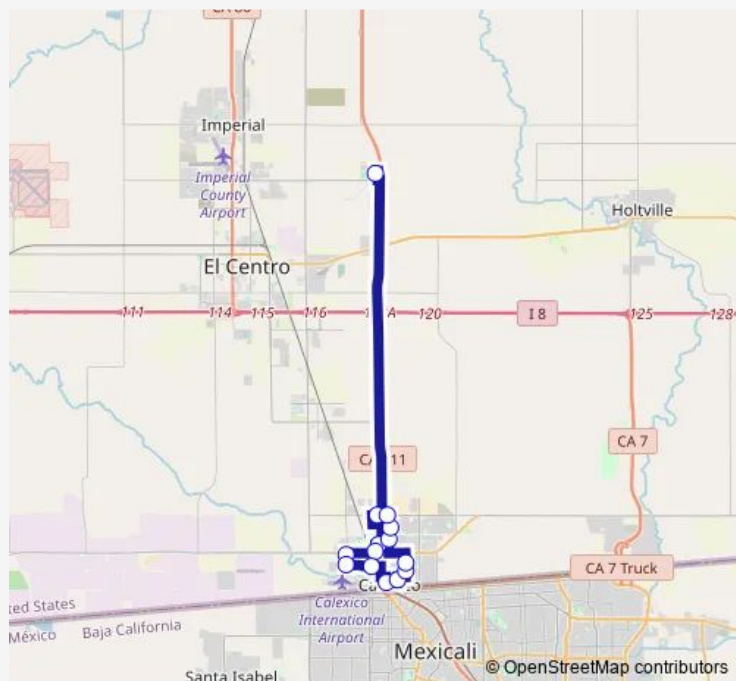 CA 86
Imperial
Imperial
County
Airport
Holtville
El Centro
111
114
115
116
A
120
I 8
125
128
CA 7
11
CA 7 Truck
Calexico
International
Airport
ted States
México
Baja California
Mexicali
Santa Isabel
© OpenStreetMap contributors